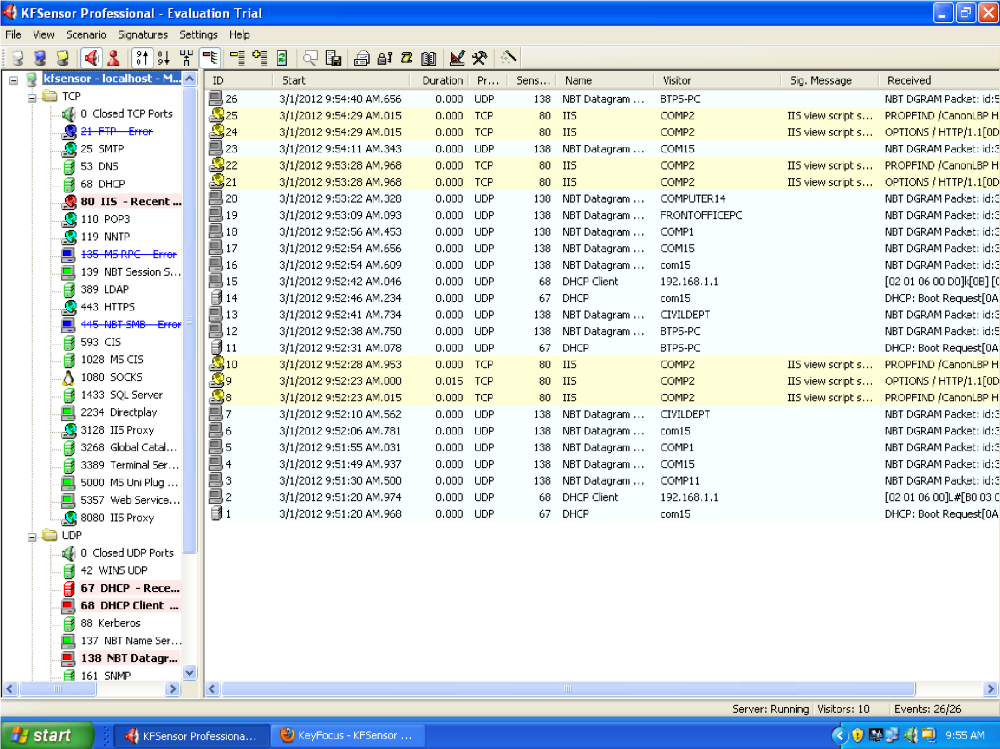 KFSensor Professional - Evaluation Trial
File View Scenario Signatures Settings Help
kfsensor - localhost - M...
TCP
0 Closed TCP Ports
21 FTP - Error
25 SMTP
53 DNS
68 DHCP
80 IIS - Recent ...
110 POP3
119 NNTP
135 MS RPC - Error
139 NBT Session S...
389 LDAP
443 HTTPS
445 NBT SMB - Error
593 CIS
1028 MS CIS
1080 SOCKS
1433 SQL Server
2234 Directplay
3128 IIS Proxy
3268 Global Catal...
3389 Terminal Ser...
5000 MS Uni Plug ...
5357 Web Service...
8080 IIS Proxy
UDP
0 Closed UDP Ports
42 WINS UDP
67 DHCP - Rece...
68 DHCP Client ...
88 Kerberos
137 NBT Name Ser...
138 NBT Datagr...
161 SNMP
ID Start Duration Pr... Sens... Name Visitor Sig. Message Received
26 3/1/2012 9:54:40 AM.656 0.000 UDP 138 NBT Datagram ... BTPS-PC NBT DGRAM Packet: id:5
25 3/1/2012 9:54:29 AM.015 0.000 TCP 80 IIS COMP2 IIS view script s... PROPFIND /CanonLBP H
24 3/1/2012 9:54:29 AM.015 0.000 TCP 80 IIS COMP2 IIS view script s... OPTIONS / HTTP/1.1[0D
23 3/1/2012 9:54:11 AM.343 0.000 UDP 138 NBT Datagram ... COM15 NBT DGRAM Packet: id:3
22 3/1/2012 9:53:28 AM.968 0.000 TCP 80 IIS COMP2 IIS view script s... PROPFIND /CanonLBP H
21 3/1/2012 9:53:28 AM.968 0.000 TCP 80 IIS COMP2 IIS view script s... OPTIONS / HTTP/1.1[0D
20 3/1/2012 9:53:22 AM.328 0.000 UDP 138 NBT Datagram ... COMPUTER14 NBT DGRAM Packet: id:3
19 3/1/2012 9:53:09 AM.093 0.000 UDP 138 NBT Datagram ... FRONTOFFICEPC NBT DGRAM Packet: id:3
18 3/1/2012 9:52:56 AM.453 0.000 UDP 138 NBT Datagram ... COMP1 NBT DGRAM Packet: id:3
17 3/1/2012 9:52:54 AM.656 0.000 UDP 138 NBT Datagram ... COM15 NBT DGRAM Packet: id:3
16 3/1/2012 9:52:54 AM.609 0.000 UDP 138 NBT Datagram ... com15 NBT DGRAM Packet: id:3
15 3/1/2012 9:52:42 AM.046 0.000 UDP 68 DHCP Client 192.168.1.1 [02 01 06 00 D0]k[0B] [0
14 3/1/2012 9:52:46 AM.234 0.000 UDP 67 DHCP com15 DHCP: Boot Request[0A
13 3/1/2012 9:52:41 AM.734 0.000 UDP 138 NBT Datagram ... CIVILDEPT NBT DGRAM Packet: id:3
12 3/1/2012 9:52:38 AM.750 0.000 UDP 138 NBT Datagram ... BTPS-PC NBT DGRAM Packet: id:5
11 3/1/2012 9:52:31 AM.078 0.000 UDP 67 DHCP BTPS-PC DHCP: Boot Request[0A
10 3/1/2012 9:52:28 AM.953 0.000 TCP 80 IIS COMP2 IIS view script s... PROPFIND /CanonLBP H
9 3/1/2012 9:52:23 AM.000 0.015 TCP 80 IIS COMP2 IIS view script s... OPTIONS / HTTP/1.1[0D
8 3/1/2012 9:52:23 AM.015 0.000 TCP 80 IIS COMP2 IIS view script s... PROPFIND /CanonLBP H
7 3/1/2012 9:52:10 AM.562 0.000 UDP 138 NBT Datagram ... CIVILDEPT NBT DGRAM Packet: id:3
6 3/1/2012 9:52:06 AM.781 0.000 UDP 138 NBT Datagram ... com15 NBT DGRAM Packet: id:3
5 3/1/2012 9:51:55 AM.031 0.000 UDP 138 NBT Datagram ... COMP1 NBT DGRAM Packet: id:3
4 3/1/2012 9:51:49 AM.937 0.000 UDP 138 NBT Datagram ... COM15 NBT DGRAM Packet: id:3
3 3/1/2012 9:51:30 AM.500 0.000 UDP 138 NBT Datagram ... COMP11 NBT DGRAM Packet: id:3
2 3/1/2012 9:51:20 AM.974 0.000 UDP 68 DHCP Client 192.168.1.1 [02 01 06 00]L#[B0 03 0
1 3/1/2012 9:51:20 AM.968 0.000 UDP 67 DHCP com15 DHCP: Boot Request[0A
Server: Running Visitors: 10 Events: 26/26
start KFSensor Professiona... KeyFocus - KFSensor ... 9:55 AM